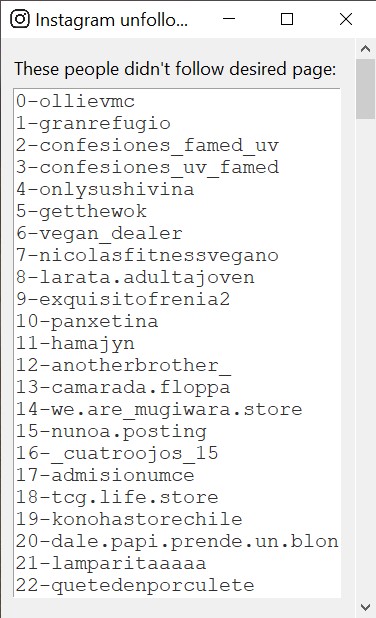 Instagram unfollo...
These people didn't follow desired page:
0-ollievmc
1-granrefugio
2-confesiones_famed_uv
3-confesiones_uv_famed
4-onlysushivina
5-getthewok
6-vegan_dealer
7-nicolasfitnessvegano
8-larata.adultajoven
9-exquisitofrenia2
10-panxetina
11-hamajyn
12-anotherbrother_
13-camarada.floppa
14-we.are_mugiwara.store
15-nunoa.posting
16-_cuatroojos_15
17-admisionumce
18-tcg.life.store
19-konohastorechile
20-dale.papi.prende.un.blon
21-lamparitaaaaa
22-quetedenporculete